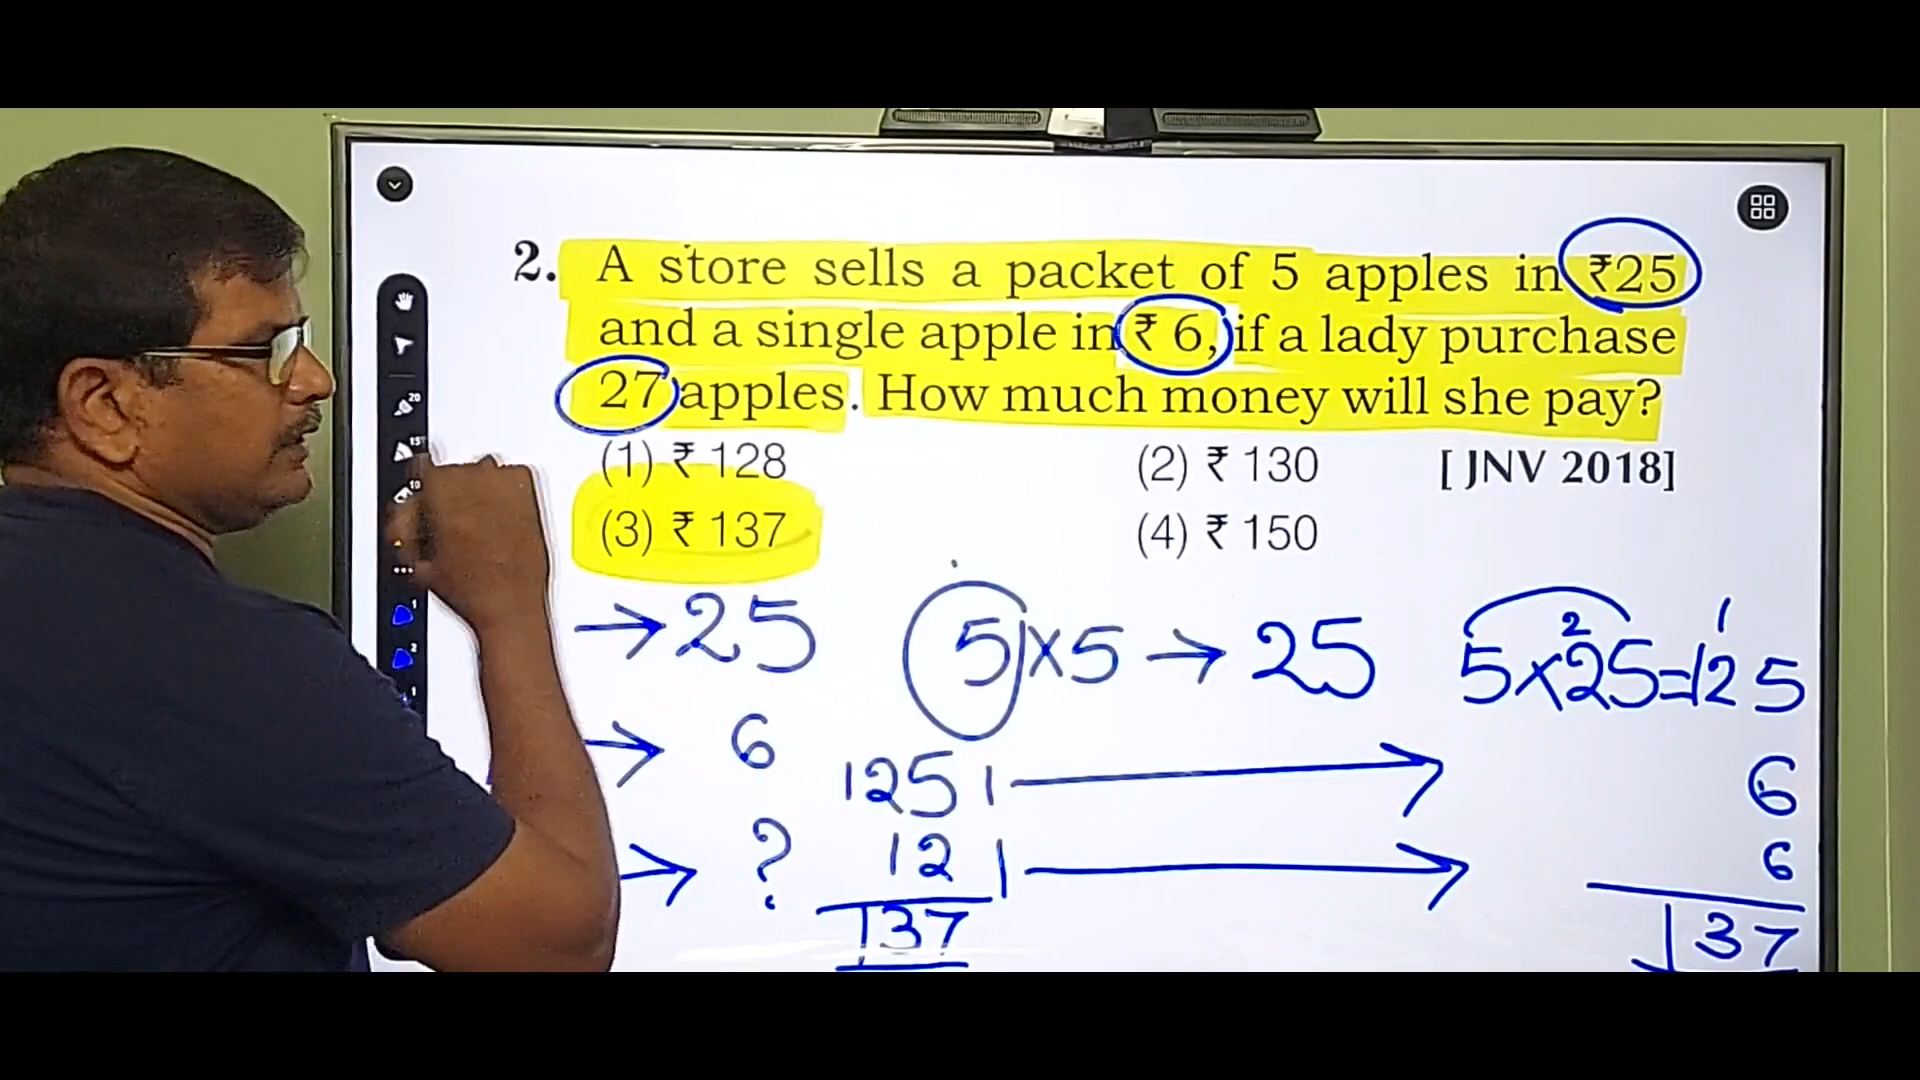 2. A store sells a packet of 5 apples in ₹25
and a single apple in ₹ 6, if a lady purchase
27 apples. How much money will she pay?
(1) ₹ 128 (2) ₹ 130 [ JNV 2018]
(3) ₹ 137 (4) ₹ 150
→ 25 5 × 5 → 25 5 × 25 = 125
→ 6 125 1 → 6
→ ? 12 1 → 6
137 137